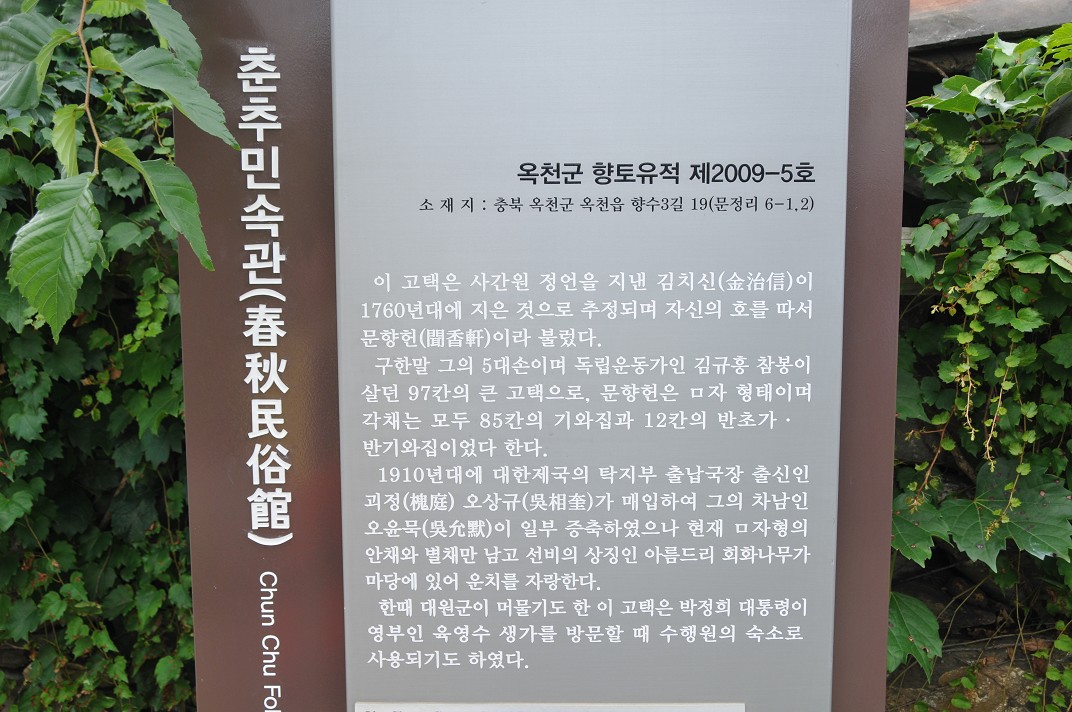 춘추민속관(春秋民俗館)
Chun Chu
옥천군 향토유적 제2009-5호
소 재 지 : 충북 옥천군 옥천읍 향수3길 19(문정리 6-1.2)
이 고택은 사간원 정언을 지낸 김치신(金治信)이
1760년대에 지은 것으로 추정되며 자신의 호를 따서
문향헌(聞香軒)이라 불렀다.
구한말 그의 5대손이며 독립운동가인 김규흥 참봉이
살던 97칸의 큰 고택으로, 문향헌은 ㅁ자 형태이며
각채는 모두 85칸의 기와집과 12칸의 반초가 ·
반기와집이었다 한다.
1910년대에 대한제국의 탁지부 출납국장 출신인
괴정(槐庭) 오상규(吳相奎)가 매입하여 그의 차남인
오윤묵(吳允默)이 일부 증축하였으나 현재 ㅁ자형의
안채와 별채만 남고 선비의 상징인 아름드리 회화나무가
마당에 있어 운치를 자랑한다.
한때 대원군이 머물기도 한 이 고택은 박정희 대통령이
영부인 육영수 생가를 방문할 때 수행원의 숙소로
사용되기도 하였다.